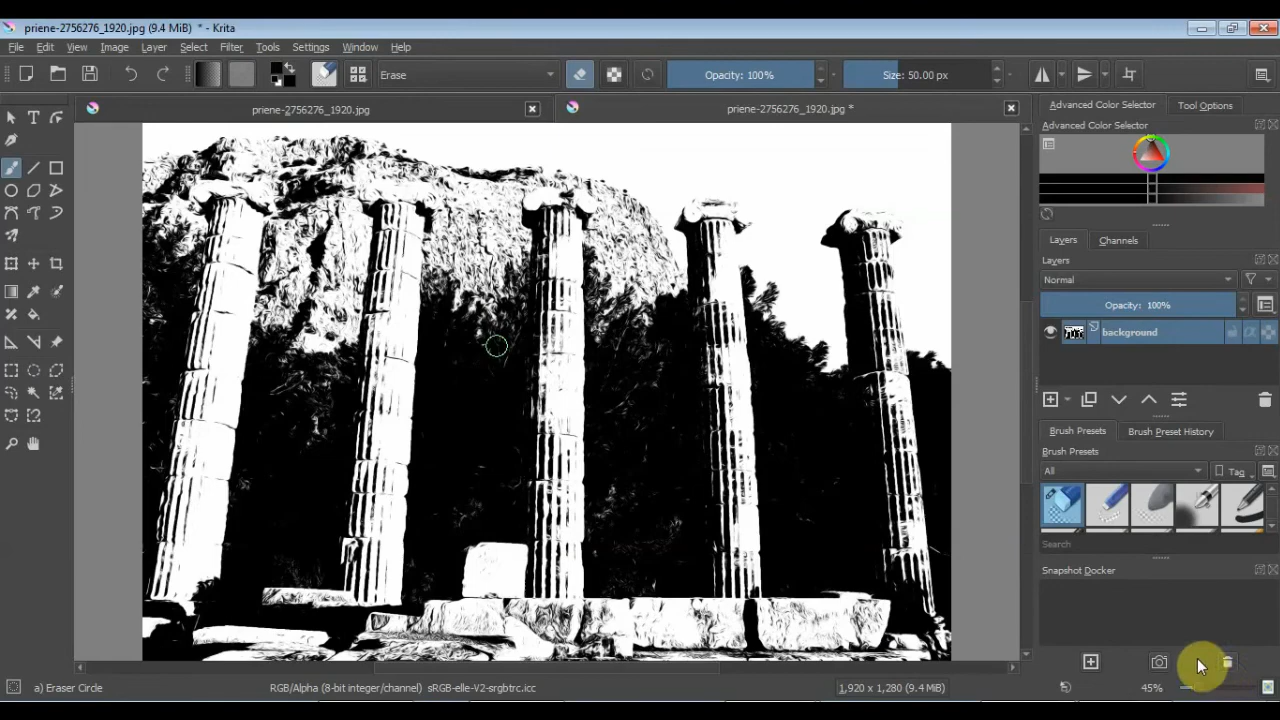 priene-2756276_1920.jpg (9.4 MiB) * - Krita
File Edit View Image Layer Select Filter Tools Settings Window Help
Erase
Opacity: 100%
Size: 50.00 px
priene-2756276_1920.jpg
priene-2756276_1920.jpg *
Advanced Color Selector
Tool Options
Advanced Color Selector
Layers
Channels
Layers
Normal
Opacity: 100%
background
Brush Presets
Brush Preset History
Brush Presets
All
Tag
Search
Snapshot Docker
a) Eraser Circle
RGB/Alpha (8-bit integer/channel) sRGB-elle-V2-srgbtrc.icc
1,920 x 1,280 (9.4 MiB)
45%